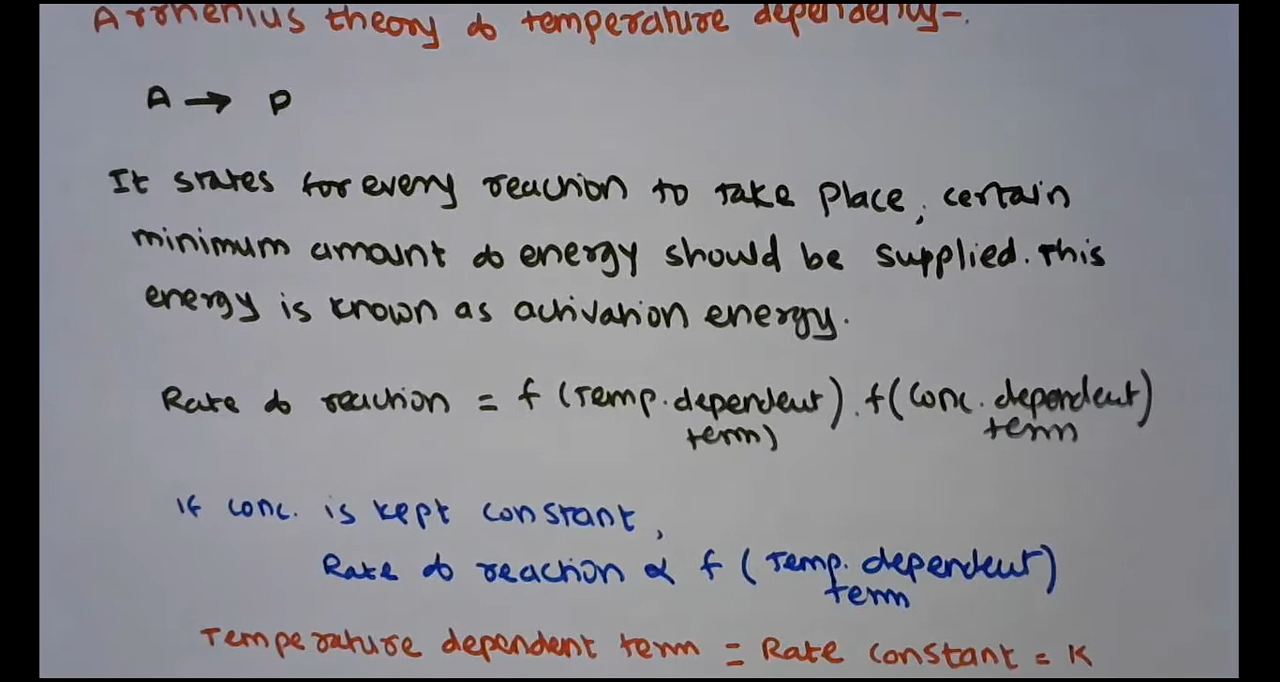 Arrhenius theory of temperature dependency-.
A → P
It states for every reaction to take place, certain
minimum amount of energy should be supplied. This
energy is known as activation energy.
Rate of reaction = f (Temp. dependent term) . f (Conc. dependent term)
If conc. is kept constant,
Rate of reaction α f (Temp. dependent term)
Temperature dependent term = Rate constant = K